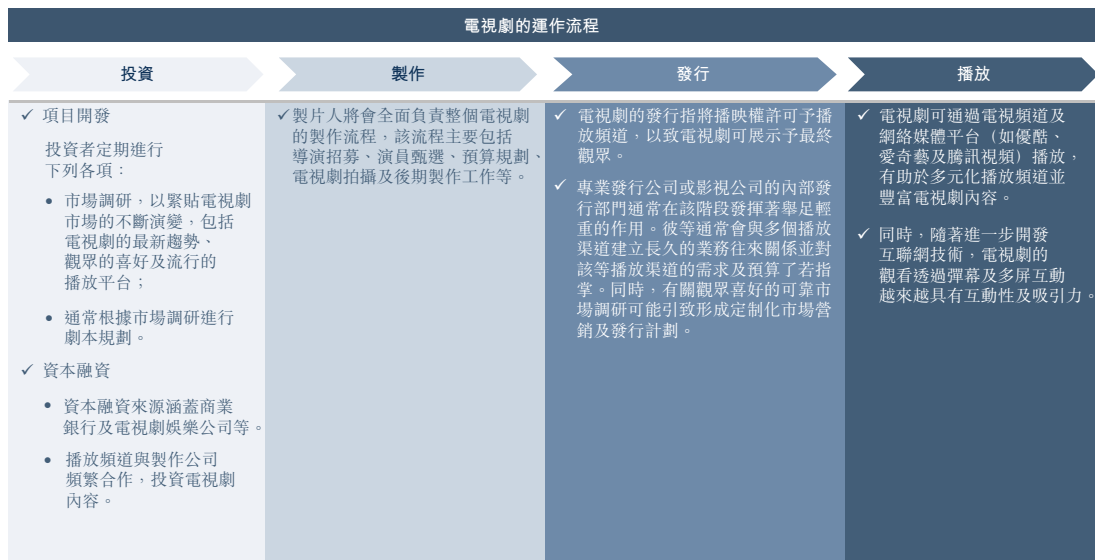 電視劇的運作流程
投資
製作
發行
播放
✓ 項目開發
投資者定期進行
下列各項：
• 市場調研，以緊貼電視劇
市場的不斷演變，包括
電視劇的最新趨勢、
觀眾的喜好及流行的
播放平台；
• 通常根據市場調研進行
劇本規劃。
✓ 資本融資
• 資本融資來源涵蓋商業
銀行及電視劇娛樂公司等。
• 播放頻道與製作公司
頻繁合作，投資電視劇
內容。
✓ 製片人將會全面負責整個電視劇
的製作流程，該流程主要包括
導演招募、演員甄選、預算規劃、
電視劇拍攝及後期製作工作等。
✓ 電視劇的發行指將播映權許可予播
放頻道，以致電視劇可展示予最終
觀眾。
✓ 專業發行公司或影視公司的內部發
行部門通常在該階段發揮著舉足輕
重的作用。彼等通常會與多個播放
渠道建立長久的業務往來關係並對
該等播放渠道的需求及預算了若指
掌。同時，有關觀眾喜好的可靠市
場調研可能引致形成定制化市場營
銷及發行計劃。
✓ 電視劇可通過電視頻道及
網絡媒體平台（如優酷、
愛奇藝及騰訊視頻）播放，
有助於多元化播放頻道並
豐富電視劇內容。
✓ 同時，隨著進一步開發
互聯網技術，電視劇的
觀看透過彈幕及多屏互動
越來越具有互動性及吸引力。